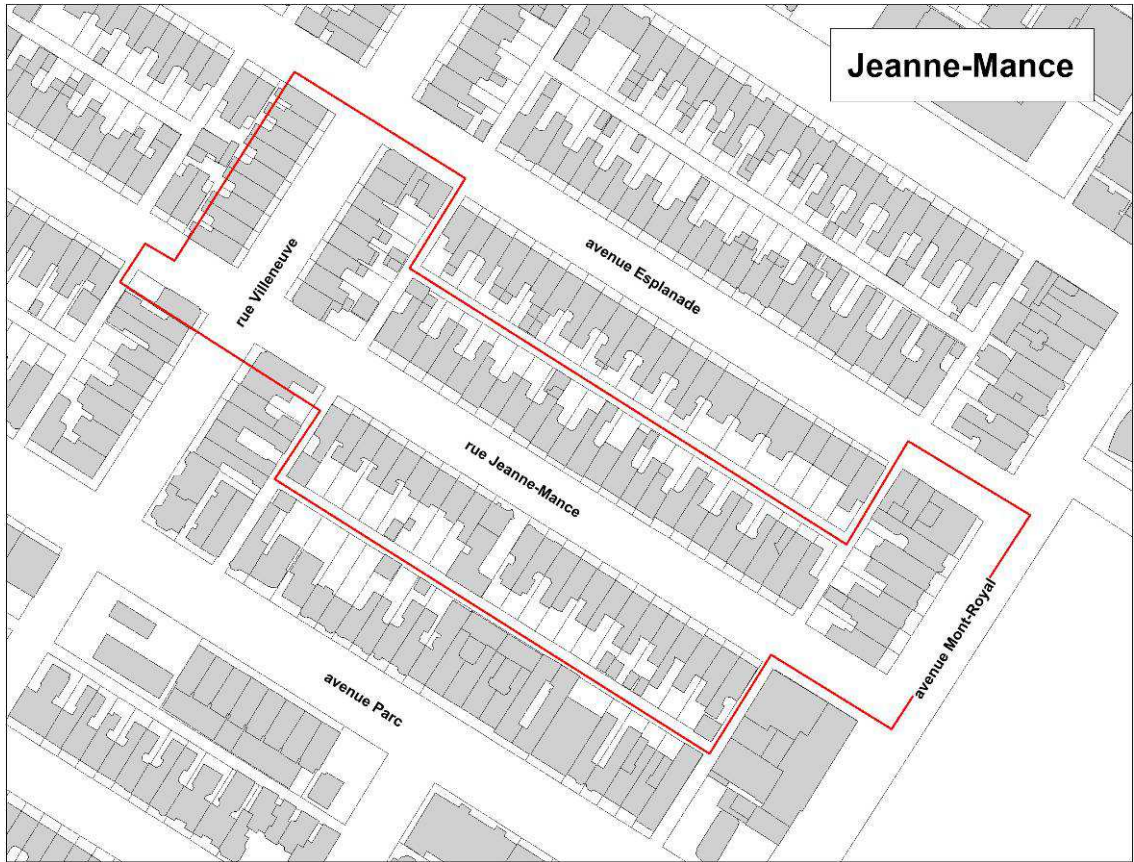 Jeanne-Mance
rue Villeneuve
avenue Esplanade
rue Jeanne-Mance
avenue Mont-Royal
avenue Parc